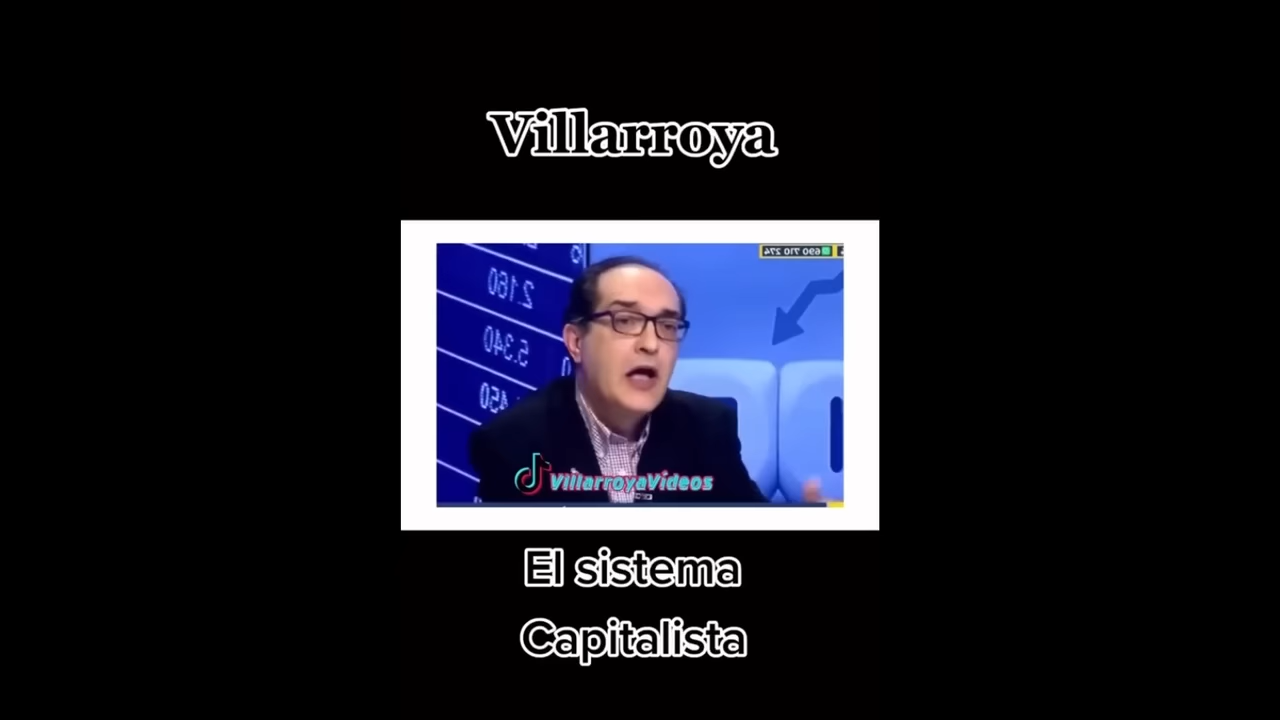 Villarroya
690 710 274
2.160
5.340
450
VillarroyaVideos
El sistema
Capitalista